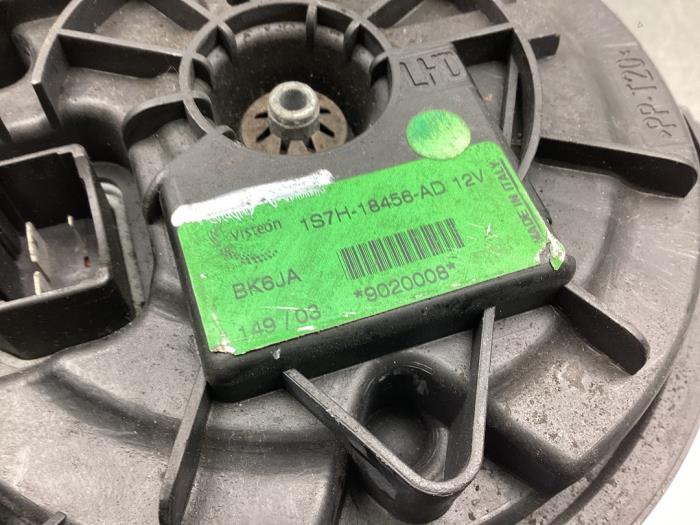 LHD
>PP-T20<
Visteon 1S7H-18456-AD 12V
MADE IN ITALY
BK6JA
*9020008*
149 / 03